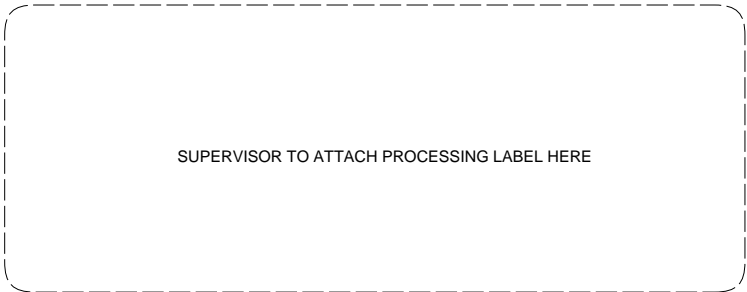 SUPERVISOR TO ATTACH PROCESSING LABEL HERE